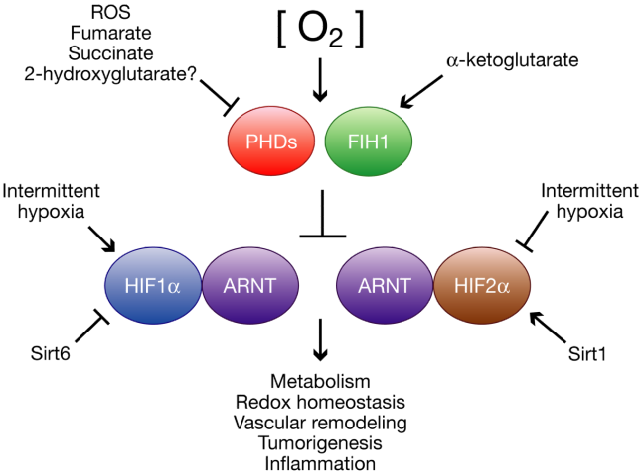 ROS
Fumarate
Succinate
2-hydroxyglutarate?
[ O₂ ]
α-ketoglutarate
PHDs
FIH1
Intermittent
hypoxia
Intermittent
hypoxia
HIF1α
ARNT
ARNT
HIF2α
Sirt6
Sirt1
Metabolism
Redox homeostasis
Vascular remodeling
Tumorigenesis
Inflammation